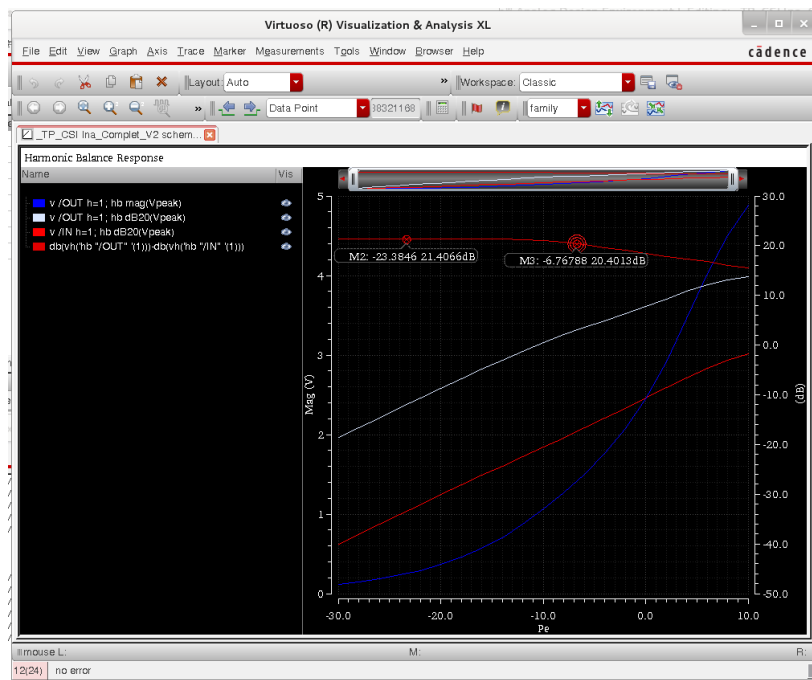 Virtuoso (R) Visualization & Analysis XL
File Edit View Graph Axis Trace Marker Measurements Tools Window Browser Help
cādence
Layout: Auto
» Workspace: Classic
» Data Point
38321168
family
_TP_CSI lna_Complet_V2 schem...
Harmonic Balance Response
Name Vis
v /OUT h=1; hb mag(Vpeak)
v /OUT h=1; hb dB20(Vpeak)
v /IN h=1; hb dB20(Vpeak)
db(vh('hb "/OUT" '(1)))-db(vh('hb "/IN" '(1)))
M2: -23.3846 21.4066dB
M3: -6.76788 20.4013dB
Mag (V)
5
4
3
2
1
0
30.0
20.0
10.0
0.0
-10.0
-20.0
-30.0
-40.0
-50.0
(dB)
-30.0 -20.0 -10.0 0.0 10.0
Pe
mouse L: M: R:
12(24) no error